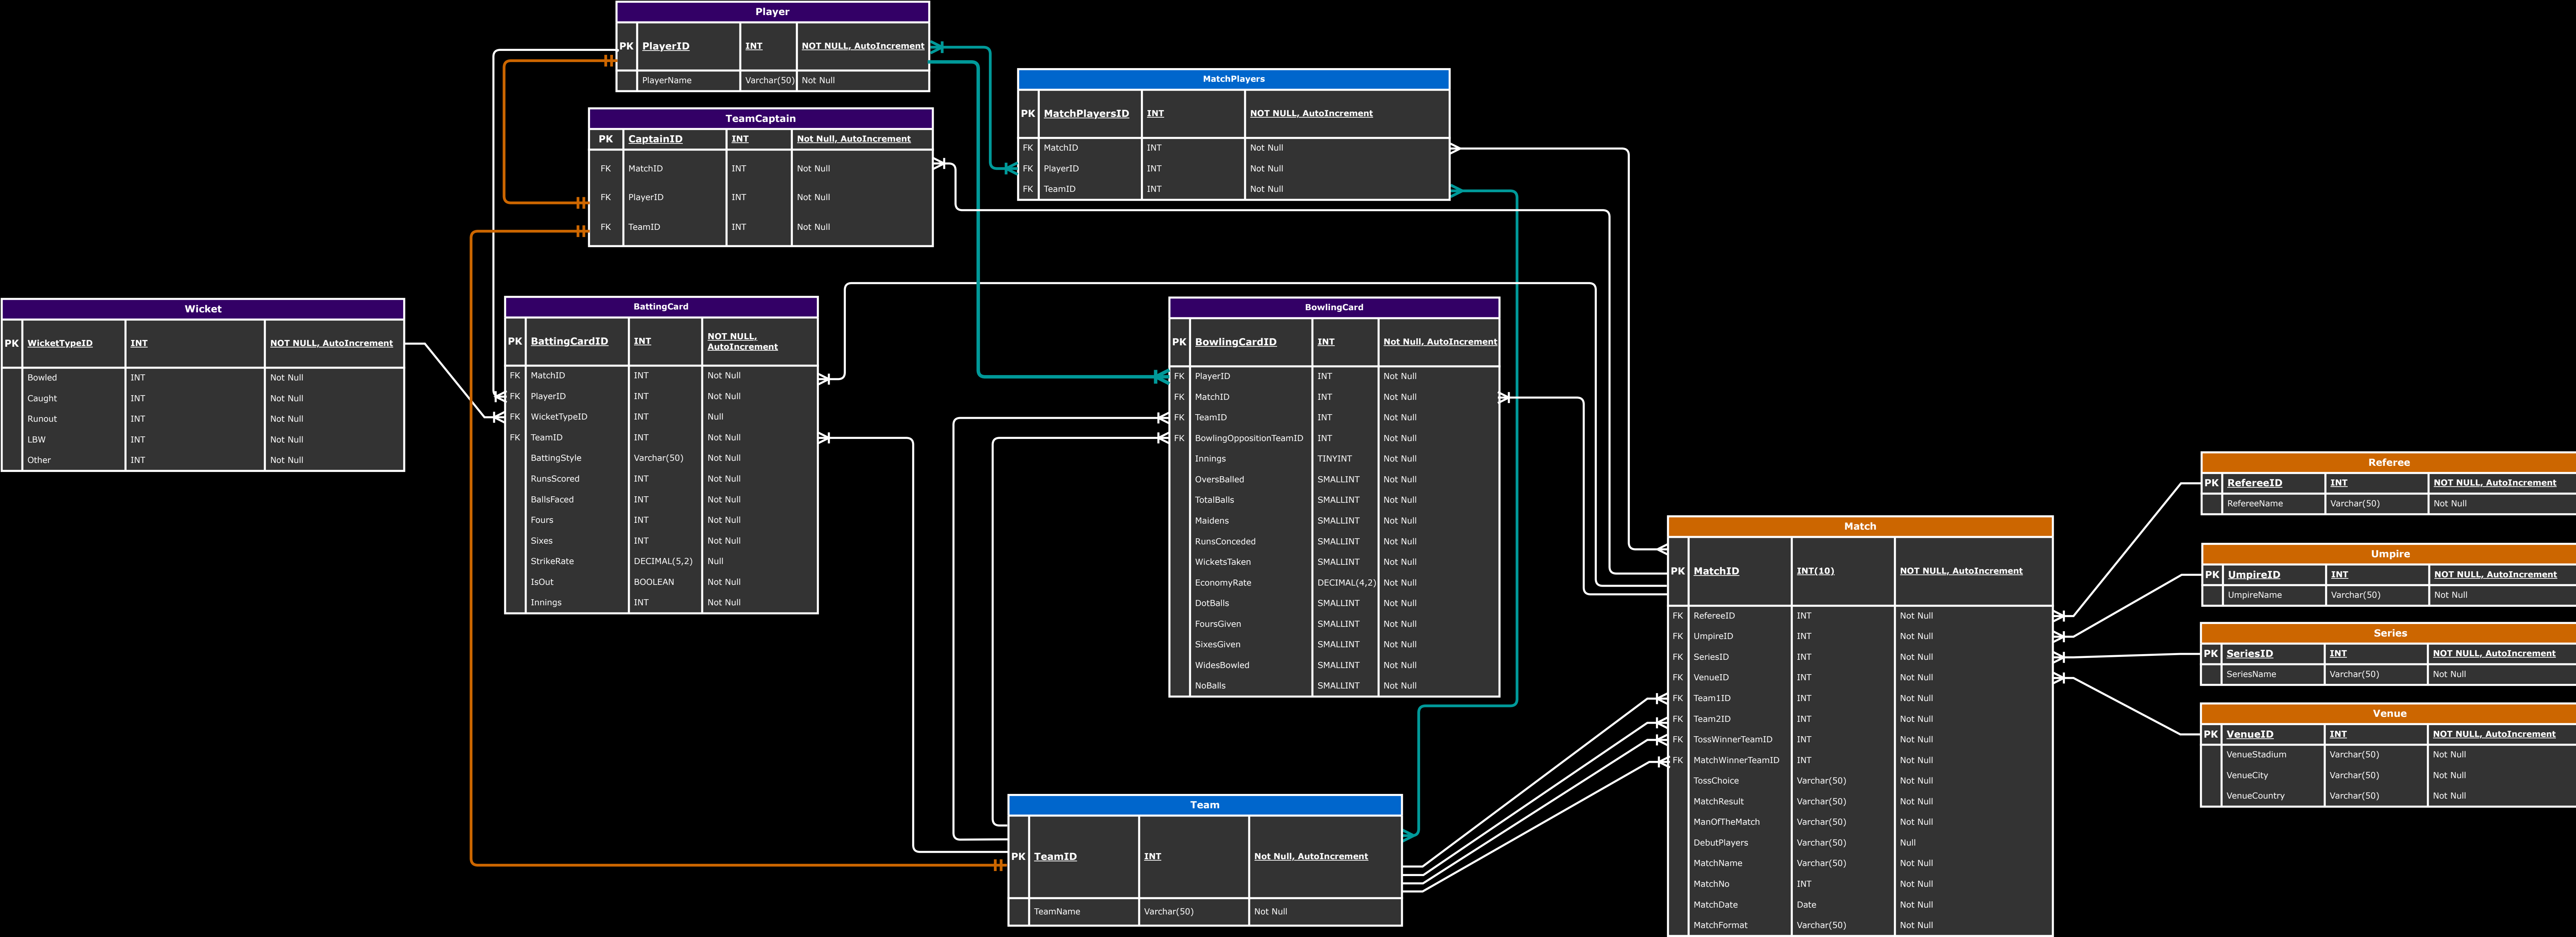 Player
PK PlayerID INT NOT NULL, AutoIncrement
PlayerName Varchar(50) Not Null
MatchPlayers
PK MatchPlayersID INT NOT NULL, AutoIncrement
FK MatchID INT Not Null
FK PlayerID INT Not Null
FK TeamID INT Not Null
TeamCaptain
PK CaptainID INT Not Null, AutoIncrement
FK MatchID INT Not Null
FK PlayerID INT Not Null
FK TeamID INT Not Null
Wicket
PK WicketTypeID INT NOT NULL, AutoIncrement
Bowled INT Not Null
Caught INT Not Null
Runout INT Not Null
LBW INT Not Null
Other INT Not Null
BattingCard
PK BattingCardID INT NOT NULL,
AutoIncrement
FK MatchID INT Not Null
FK PlayerID INT Not Null
FK WicketTypeID INT Null
FK TeamID INT Not Null
BattingStyle Varchar(50) Not Null
RunsScored INT Not Null
BallsFaced INT Not Null
Fours INT Not Null
Sixes INT Not Null
StrikeRate DECIMAL(5,2) Null
IsOut BOOLEAN Not Null
Innings INT Not Null
BowlingCard
PK BowlingCardID INT Not Null, AutoIncrement
FK PlayerID INT Not Null
FK MatchID INT Not Null
FK TeamID INT Not Null
FK BowlingOppositionTeamID INT Not Null
Innings TINYINT Not Null
OversBalled SMALLINT Not Null
TotalBalls SMALLINT Not Null
Maidens SMALLINT Not Null
RunsConceded SMALLINT Not Null
WicketsTaken SMALLINT Not Null
EconomyRate DECIMAL(4,2) Not Null
DotBalls SMALLINT Not Null
FoursGiven SMALLINT Not Null
SixesGiven SMALLINT Not Null
WidesBowled SMALLINT Not Null
NoBalls SMALLINT Not Null
Team
PK TeamID INT Not Null, AutoIncrement
TeamName Varchar(50) Not Null
Match
PK MatchID INT(10) NOT NULL, AutoIncrement
FK RefereeID INT Not Null
FK UmpireID INT Not Null
FK SeriesID INT Not Null
FK VenueID INT Not Null
FK Team1ID INT Not Null
FK Team2ID INT Not Null
FK TossWinnerTeamID INT Not Null
FK MatchWinnerTeamID INT Not Null
TossChoice Varchar(50) Not Null
MatchResult Varchar(50) Not Null
ManOfTheMatch Varchar(50) Not Null
DebutPlayers Varchar(50) Null
MatchName Varchar(50) Not Null
MatchNo INT Not Null
MatchDate Date Not Null
MatchFormat Varchar(50) Not Null
Referee
PK RefereeID INT NOT NULL, AutoIncrement
RefereeName Varchar(50) Not Null
Umpire
PK UmpireID INT NOT NULL, AutoIncrement
UmpireName Varchar(50) Not Null
Series
PK SeriesID INT NOT NULL, AutoIncrement
SeriesName Varchar(50) Not Null
Venue
PK VenueID INT NOT NULL, AutoIncrement
VenueStadium Varchar(50) Not Null
VenueCity Varchar(50) Not Null
VenueCountry Varchar(50) Not Null